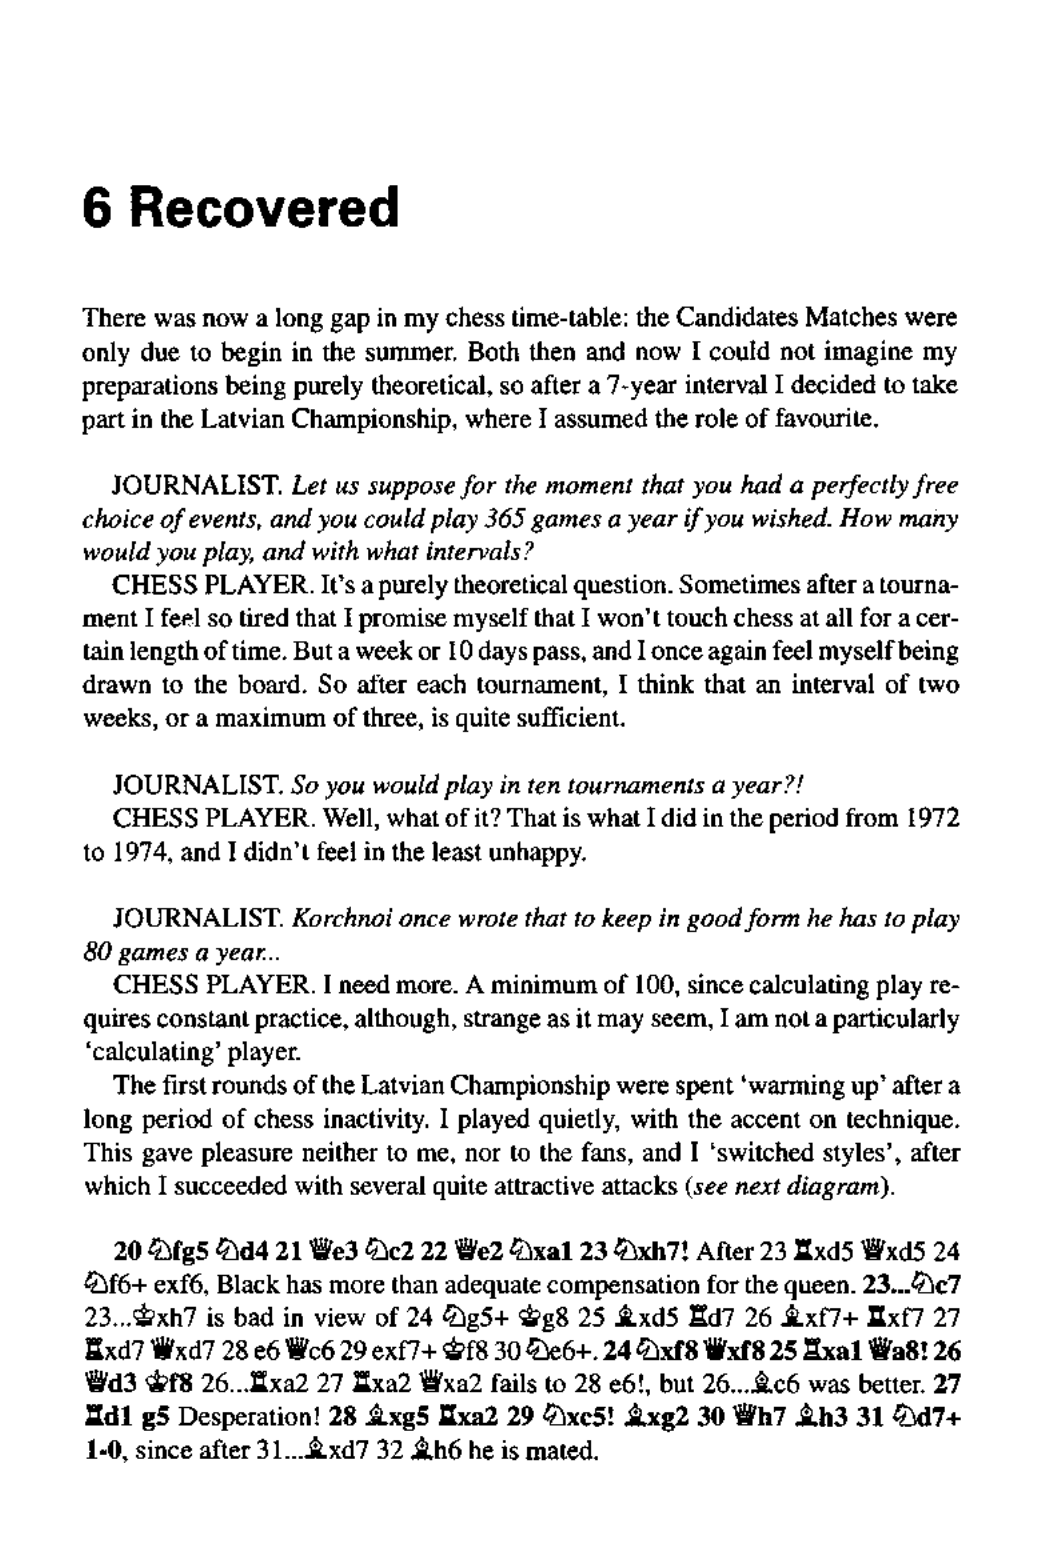 6 Recovered
There was now a long gap in my chess time-table: the Candidates Matches were
only due to begin in the summer. Both then and now I could not imagine my
preparations being purely theoretical, so after a 7-year interval I decided to take
part in the Latvian Championship, where I assumed the role of favourite.
JOURNALIST. Let us suppose for the moment that you had a perfectly free
choice of events, and you could play 365 games a year if you wished. How many
would you play, and with what intervals?
CHESS PLAYER. It's a purely theoretical question. Sometimes after a tourna-
ment I feel so tired that I promise myself that I won't touch chess at all for a cer-
tain length of time. But a week or 10 days pass, and I once again feel myself being
drawn to the board. So after each tournament, I think that an interval of two
weeks, or a maximum of three, is quite sufficient.
JOURNALIST. So you would play in ten tournaments a year?!
CHESS PLAYER. Well, what of it? That is what I did in the period from 1972
to 1974, and I didn't feel in the least unhappy.
JOURNALIST. Korchnoi once wrote that to keep in good form he has to play
80 games a year...
CHESS PLAYER. I need more. A minimum of 100, since calculating play re-
quires constant practice, although, strange as it may seem, I am not a particularly
'calculating' player.
The first rounds of the Latvian Championship were spent 'warming up' after a
long period of chess inactivity. I played quietly, with the accent on technique.
This gave pleasure neither to me, nor to the fans, and I 'switched styles', after
which I succeeded with several quite attractive attacks (see next diagram).
20 ♘fg5 ♘d4 21 ♕e3 ♘c2 22 ♕e2 ♘xa1 23 ♘xh7! After 23 ♖xd5 ♕xd5 24
♘f6+ exf6, Black has more than adequate compensation for the queen. 23...♘c7
23...♔xh7 is bad in view of 24 ♘g5+ ♔g8 25 ♗xd5 ♖d7 26 ♗xf7+ ♖xf7 27
♖xd7 ♕xd7 28 e6 ♕c6 29 exf7+ ♔f8 30 ♘e6+. 24 ♘xf8 ♕xf8 25 ♖xa1 ♕a8! 26
♕d3 ♔f8 26...♖xa2 27 ♖xa2 ♕xa2 fails to 28 e6!, but 26...♗c6 was better. 27
♖d1 g5 Desperation! 28 ♗xg5 ♖xa2 29 ♘xc5! ♗xg2 30 ♕h7 ♗h3 31 ♘d7+
1-0, since after 31...♗xd7 32 ♗h6 he is mated.